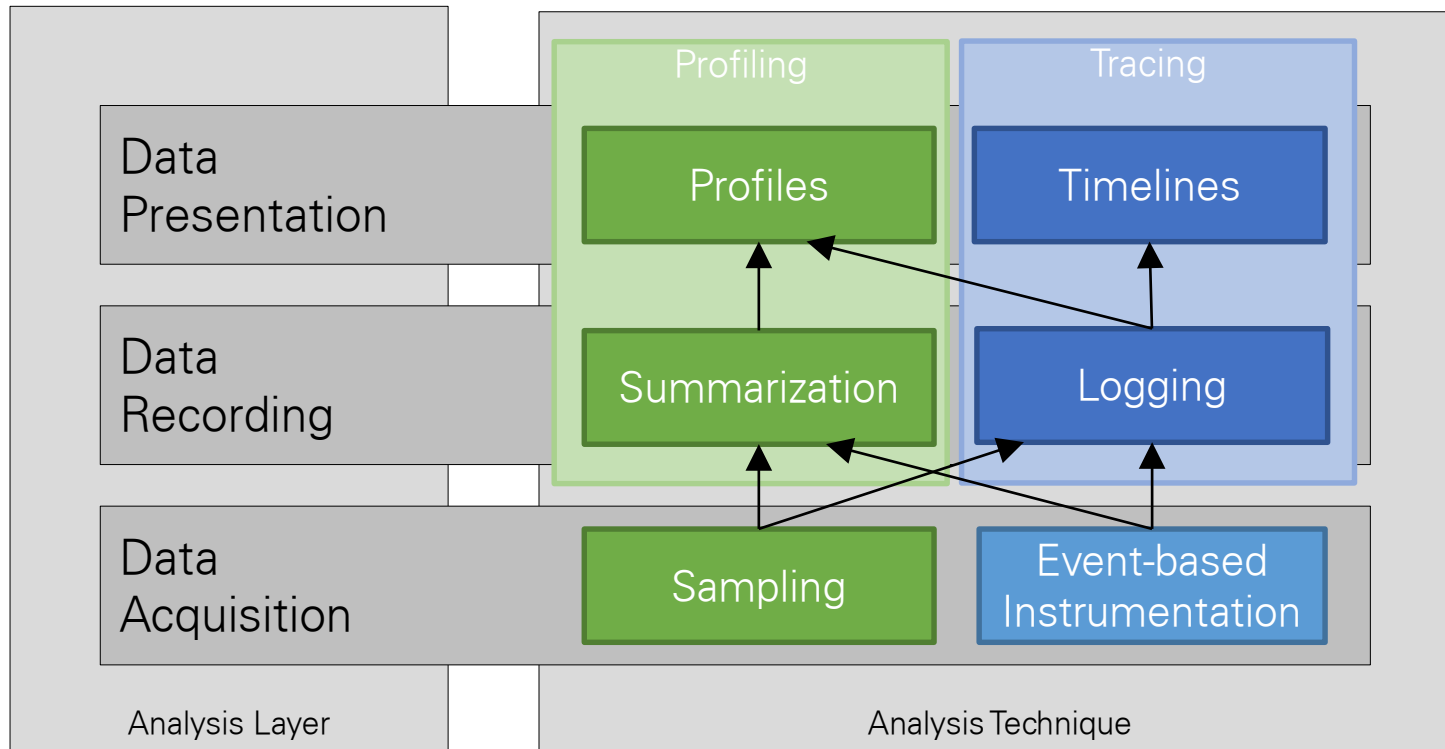 Profiling
Tracing
Data
Presentation
Profiles
Timelines
Data
Recording
Summarization
Logging
Data
Acquisition
Sampling
Event-based
Instrumentation
Analysis Layer
Analysis Technique